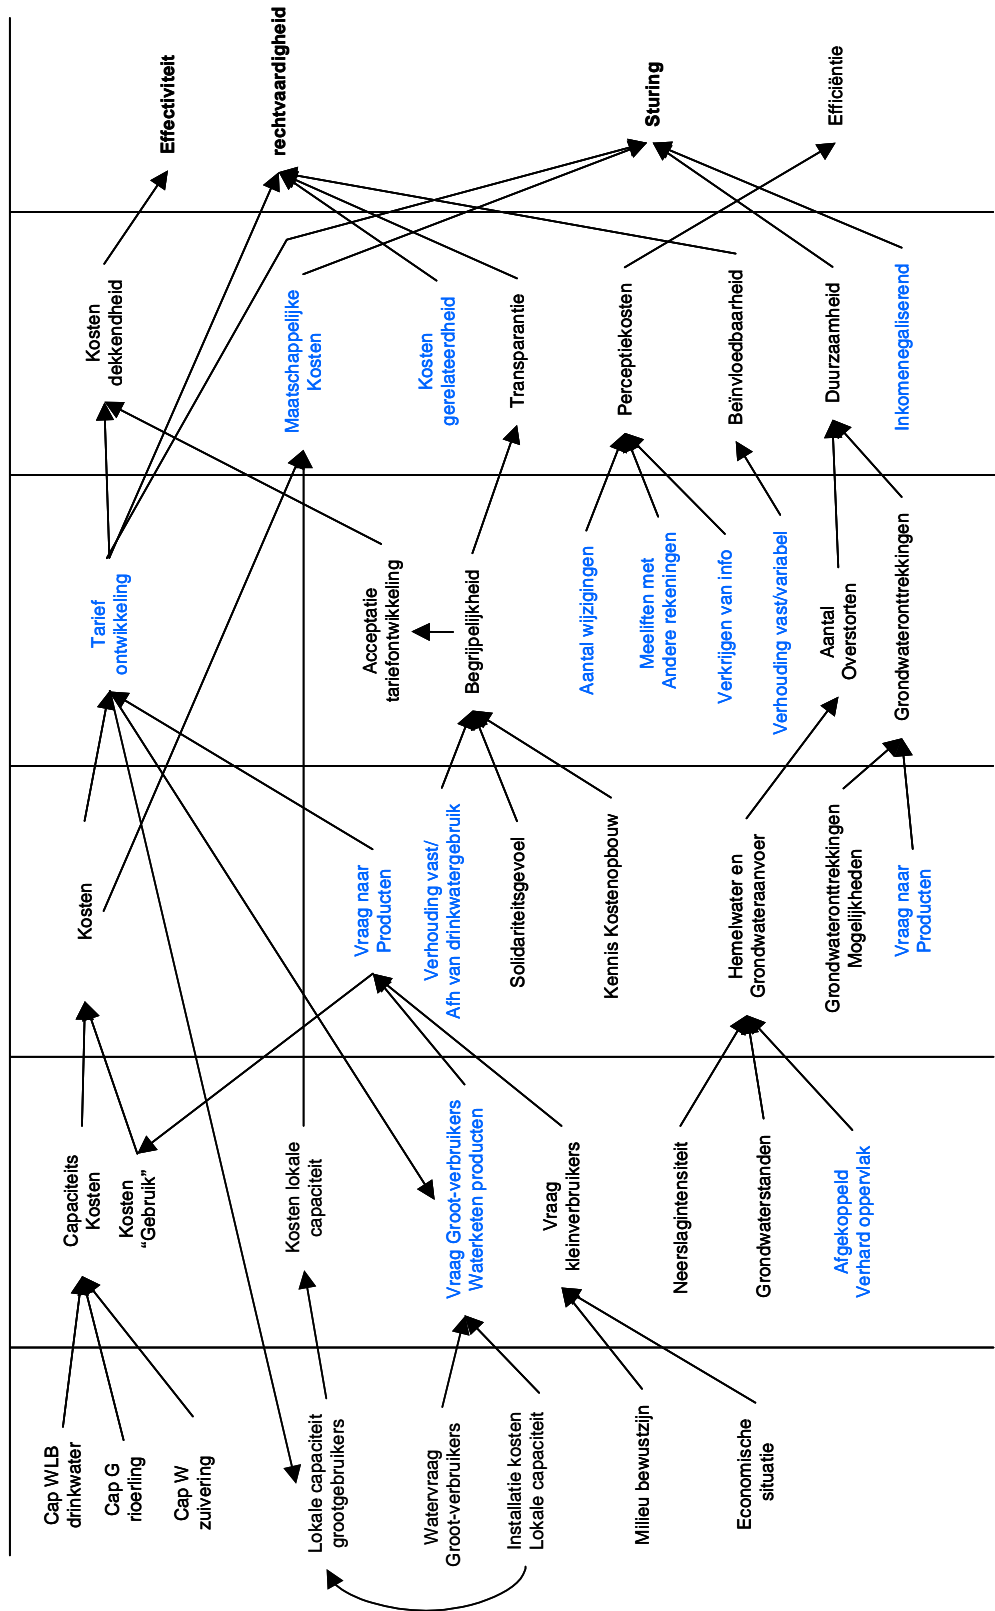 Cap WLB
drinkwater
Cap G
rioerling
Cap W
zuivering
Lokale capaciteit
grootgebruikers
Watervraag
Groot-verbruikers
Installatie kosten
Lokale capaciteit
Milieu bewustzijn
Economische
situatie
Capaciteits
Kosten
Kosten
“Gebruik”
Kosten lokale
capaciteit
Vraag Groot-verbruikers
Waterketen producten
Vraag
kleinverbruikers
Neerslagintensiteit
Grondwaterstanden
Afgekoppeld
Verhard oppervlak
Kosten
Vraag naar
Producten
Verhouding vast/
Afh van drinkwatergebruik
Solidariteitsgevoel
Kennis Kostenopbouw
Hemelwater en
Grondwateraanvoer
Grondwateronttrekkingen
Mogelijkheden
Vraag naar
Producten
Tarief
ontwikkeling
Acceptatie
tariefontwikkeling
Begrijpelijkheid
Aantal wijzigingen
Meeliften met
Andere rekeningen
Verkrijgen van info
Verhouding vast/variabel
Aantal
Overstorten
Grondwateronttrekkingen
Kosten
dekkendheid
Maatschappelijke
Kosten
Kosten
gerelateerdheid
Transparantie
Perceptiekosten
Beïnvloedbaarheid
Duurzaamheid
Inkomenegaliserend
Effectiviteit
rechtvaardigheid
Sturing
Efficiëntie